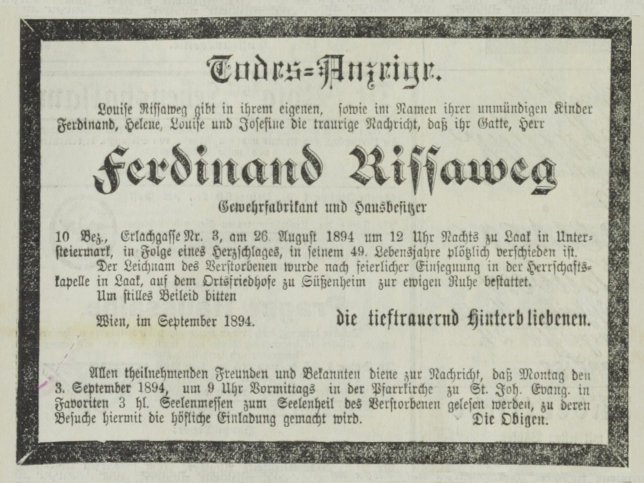 Todes=Anzeige.
Louise Rissaweg gibt in ihrem eigenen, sowie im Namen ihrer unmündigen Kinder
Ferdinand, Helene, Louise und Josefine die traurige Nachricht, daß ihr Gatte, Herr
Ferdinand Rissaweg
Gewehrfabrikant und Hausbesitzer
10 Bez., Erlachgasse Nr. 3, am 26. August 1894 um 12 Uhr Nachts zu Laak in Unter-
steiermark, in Folge eines Herzschlages, in seinem 49. Lebensjahre plötzlich verschieden ist.
Der Leichnam des Verstorbenen wurde nach feierlicher Einsegnung in der Herrschafts-
kapelle in Laak, auf dem Ortsfriedhofe zu Süßenheim zur ewigen Ruhe bestattet.
Um stilles Beileid bitten
Wien, im September 1894. die tieftrauernd Hinterbliebenen.
Allen theilnehmenden Freunden und Bekannten diene zur Nachricht, daß Montag den
3. September 1894, um 9 Uhr Vormittags in der Pfarrkirche zu St. Joh. Evang. in
Favoriten 3 hl. Seelenmessen zum Seelenheil des Verstorbenen gelesen werden, zu deren
Besuche hiermit die höfliche Einladung gemacht wird. Die Obigen.